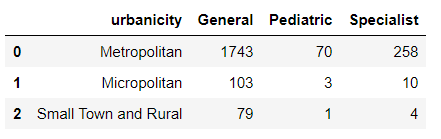 urbanicity General Pediatric Specialist
0 Metropolitan 1743 70 258
1 Micropolitan 103 3 10
2 Small Town and Rural 79 1 4